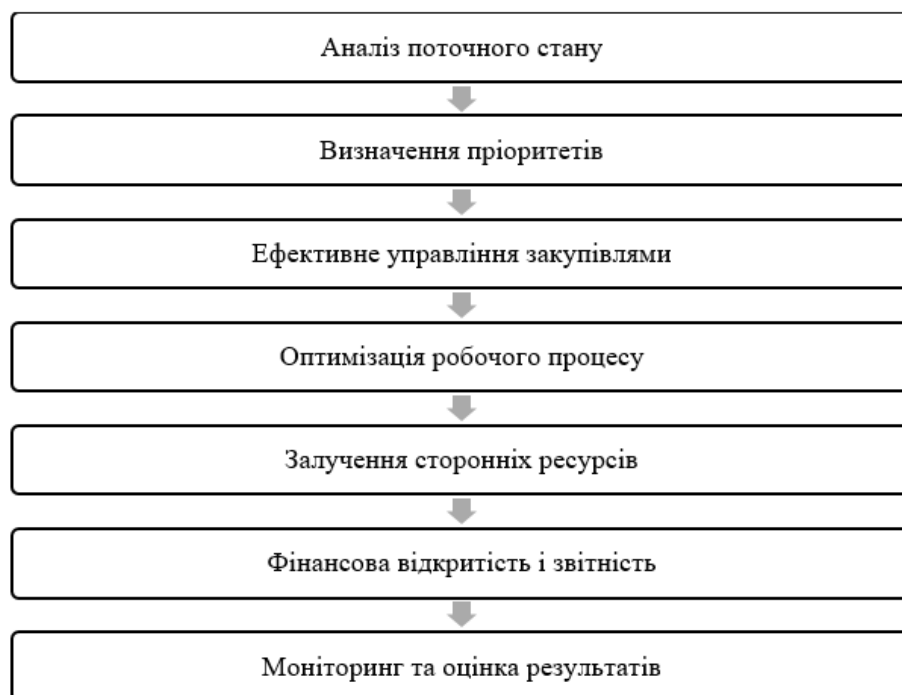 Аналіз поточного стану
Визначення пріоритетів
Ефективне управління закупівлями
Оптимізація робочого процесу
Залучення сторонніх ресурсів
Фінансова відкритість і звітність
Моніторинг та оцінка результатів